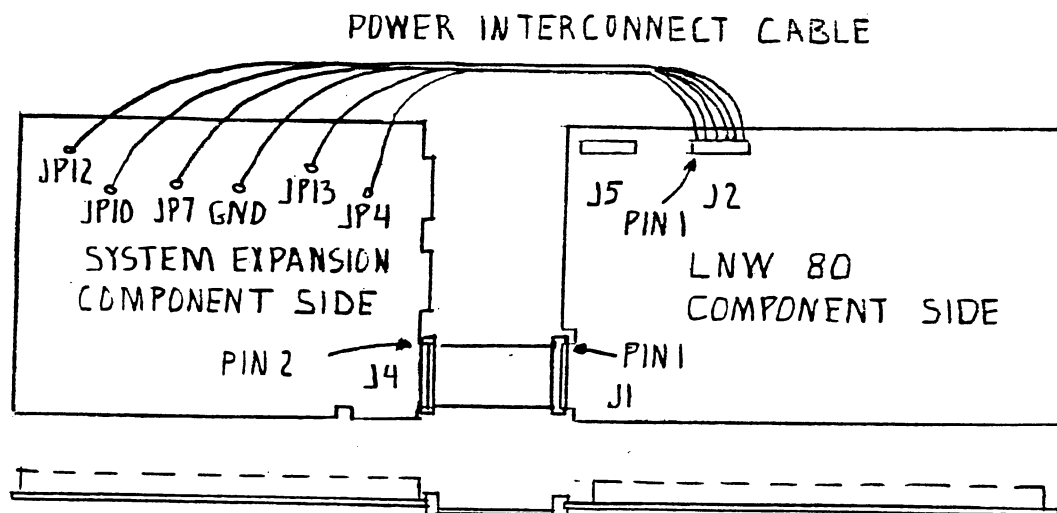 POWER INTERCONNECT CABLE
JP12
JP10
JP7
GND
JP13
JP4
J5
J2
PIN 1
SYSTEM EXPANSION
COMPONENT SIDE
LNW 80
COMPONENT SIDE
PIN 2
J4
PIN 1
J1